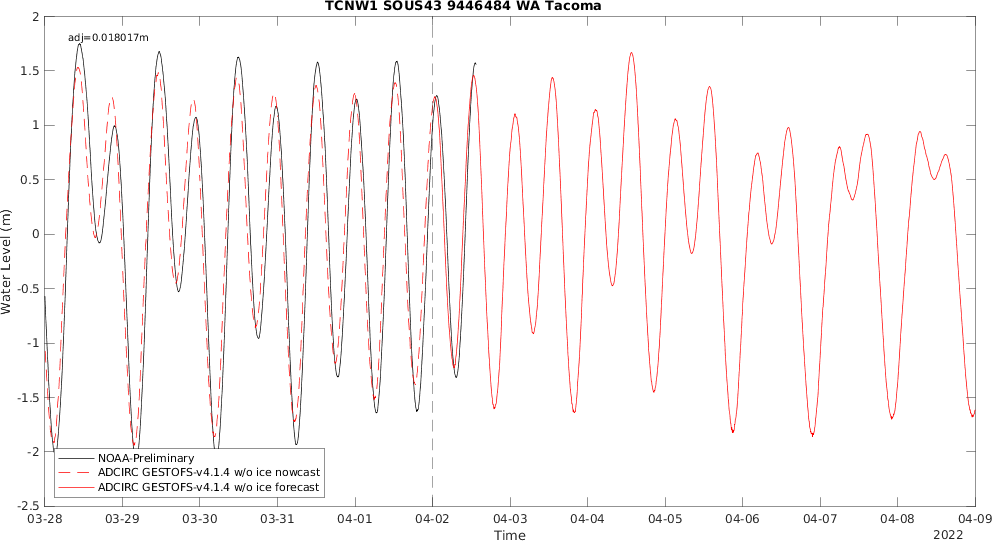 TCNW1 SOUS43 9446484 WA Tacoma
adj=0.018017m
Water Level (m)
2
1.5
1
0.5
0
-0.5
-1
-1.5
-2
-2.5
NOAA-Preliminary
ADCIRC GESTOFS-v4.1.4 w/o ice nowcast
ADCIRC GESTOFS-v4.1.4 w/o ice forecast
03-28 03-29 03-30 03-31 04-01 04-02 04-03 04-04 04-05 04-06 04-07 04-08 04-09
Time
2022